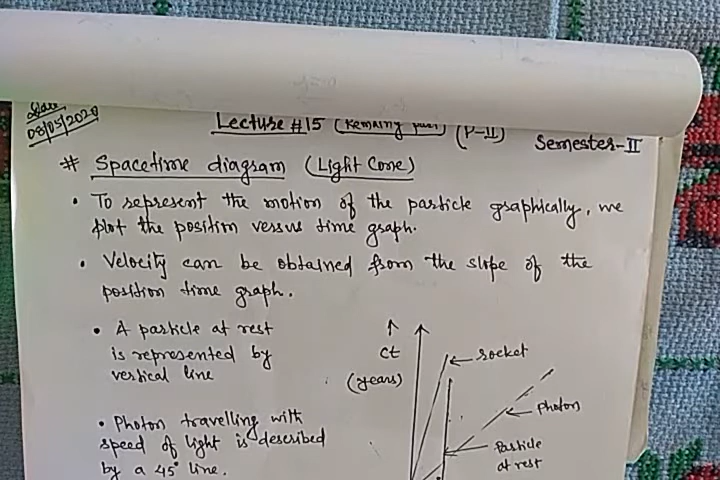 Date
08/05/2020
Lecture #15 (Remaing part) (P-II)
Semester-II
# Spacetime diagram (Light Cone)
• To represent the motion of the particle graphically, we
plot the position versus time graph.
• Velocity can be obtained from the slope of the
position time graph.
• A particle at rest
is represented by
vertical line
• Photon travelling with
speed of light is described
by a 45° line.
↑
ct
(years)
rocket
Photon
Particle
at rest